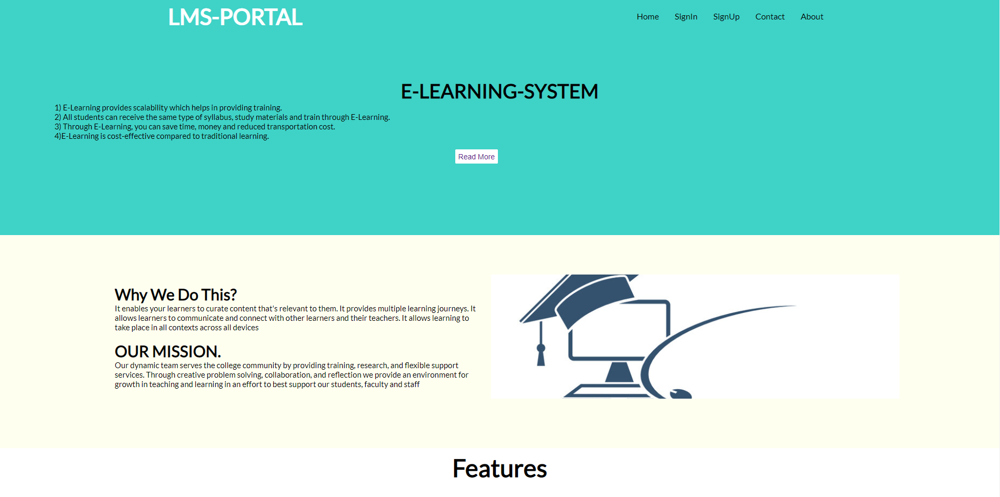 LMS-PORTAL
Home SignIn SignUp Contact About
E-LEARNING-SYSTEM
1) E-Learning provides scalability which helps in providing training.
2) All students can receive the same type of syllabus, study materials and train through E-Learning.
3) Through E-Learning, you can save time, money and reduced transportation cost.
4)E-Learning is cost-effective compared to traditional learning.
Read More
Why We Do This?
It enables your learners to curate content that's relevant to them. It provides multiple learning journeys. It
allows learners to communicate and connect with other learners and their teachers. It allows learning to
take place in all contexts across all devices
OUR MISSION.
Our dynamic team serves the college community by providing training, research, and flexible support
services. Through creative problem solving, collaboration, and reflection we provide an environment for
growth in teaching and learning in an effort to best support our students, faculty and staff
Features